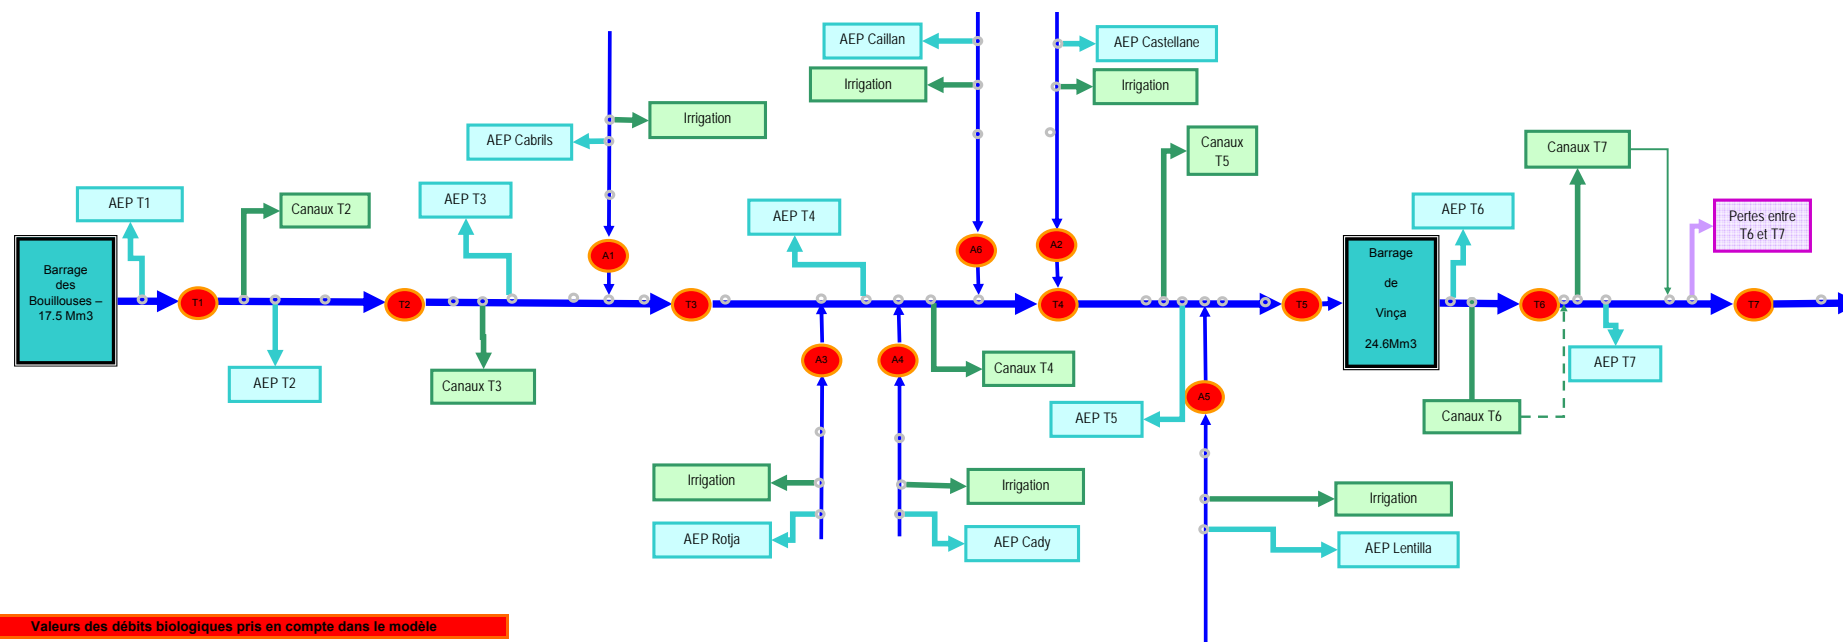 AEP Caillan
AEP Castellane
Irrigation
Irrigation
Irrigation
AEP Cabrils
Canaux
T5
Canaux T7
AEP T1
Canaux T2
AEP T3
AEP T4
AEP T6
Pertes entre
T6 et T7
Barrage
des
Bouillouses –
17.5 Mm3
A1
A6
A2
Barrage
de
Vinça
24.6Mm3
T1
T2
T3
T4
T5
T6
T7
AEP T2
Canaux T3
A3
A4
Canaux T4
AEP T7
A5
AEP T5
Canaux T6
Irrigation
Irrigation
Irrigation
AEP Rotja
AEP Cady
AEP Lentilla
Valeurs des débits biologiques pris en compte dans le modèle